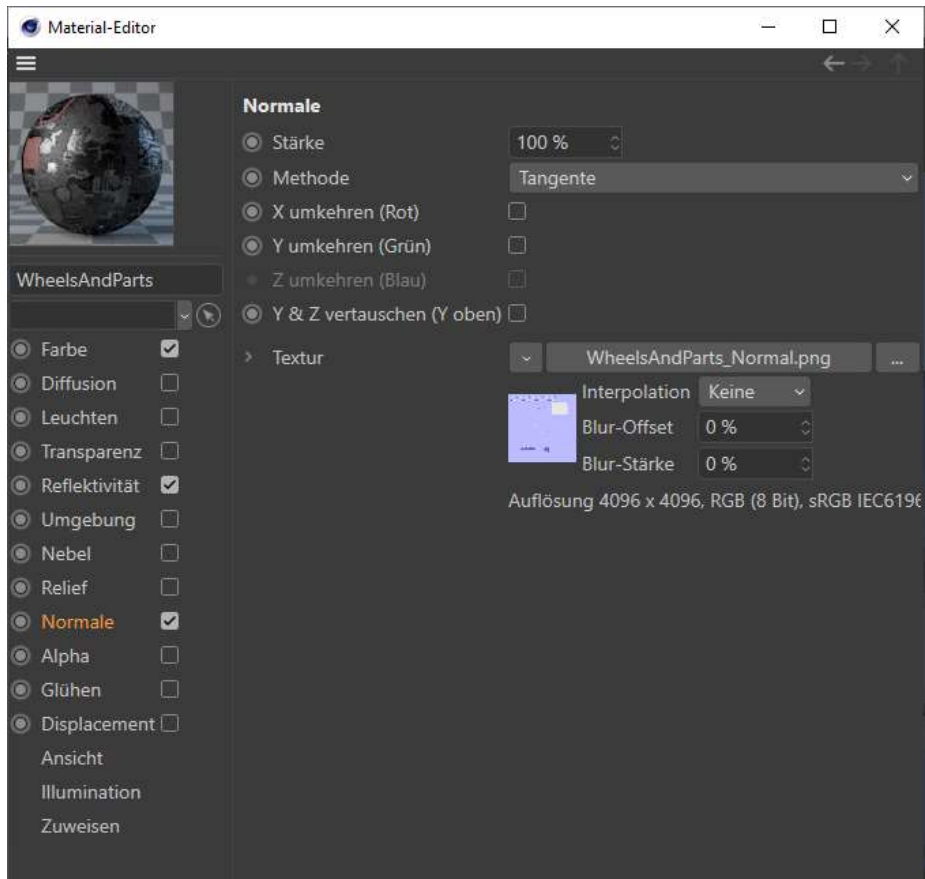 Material-Editor
Normale
Stärke 100 %
Methode Tangente
X umkehren (Rot)
Y umkehren (Grün)
Z umkehren (Blau)
Y & Z vertauschen (Y oben)
Textur WheelsAndParts_Normal.png ...
Interpolation Keine
Blur-Offset 0 %
Blur-Stärke 0 %
Auflösung 4096 x 4096, RGB (8 Bit), sRGB IEC6196
WheelsAndParts
Farbe
Diffusion
Leuchten
Transparenz
Reflektivität
Umgebung
Nebel
Relief
Normale
Alpha
Glühen
Displacement
Ansicht
Illumination
Zuweisen